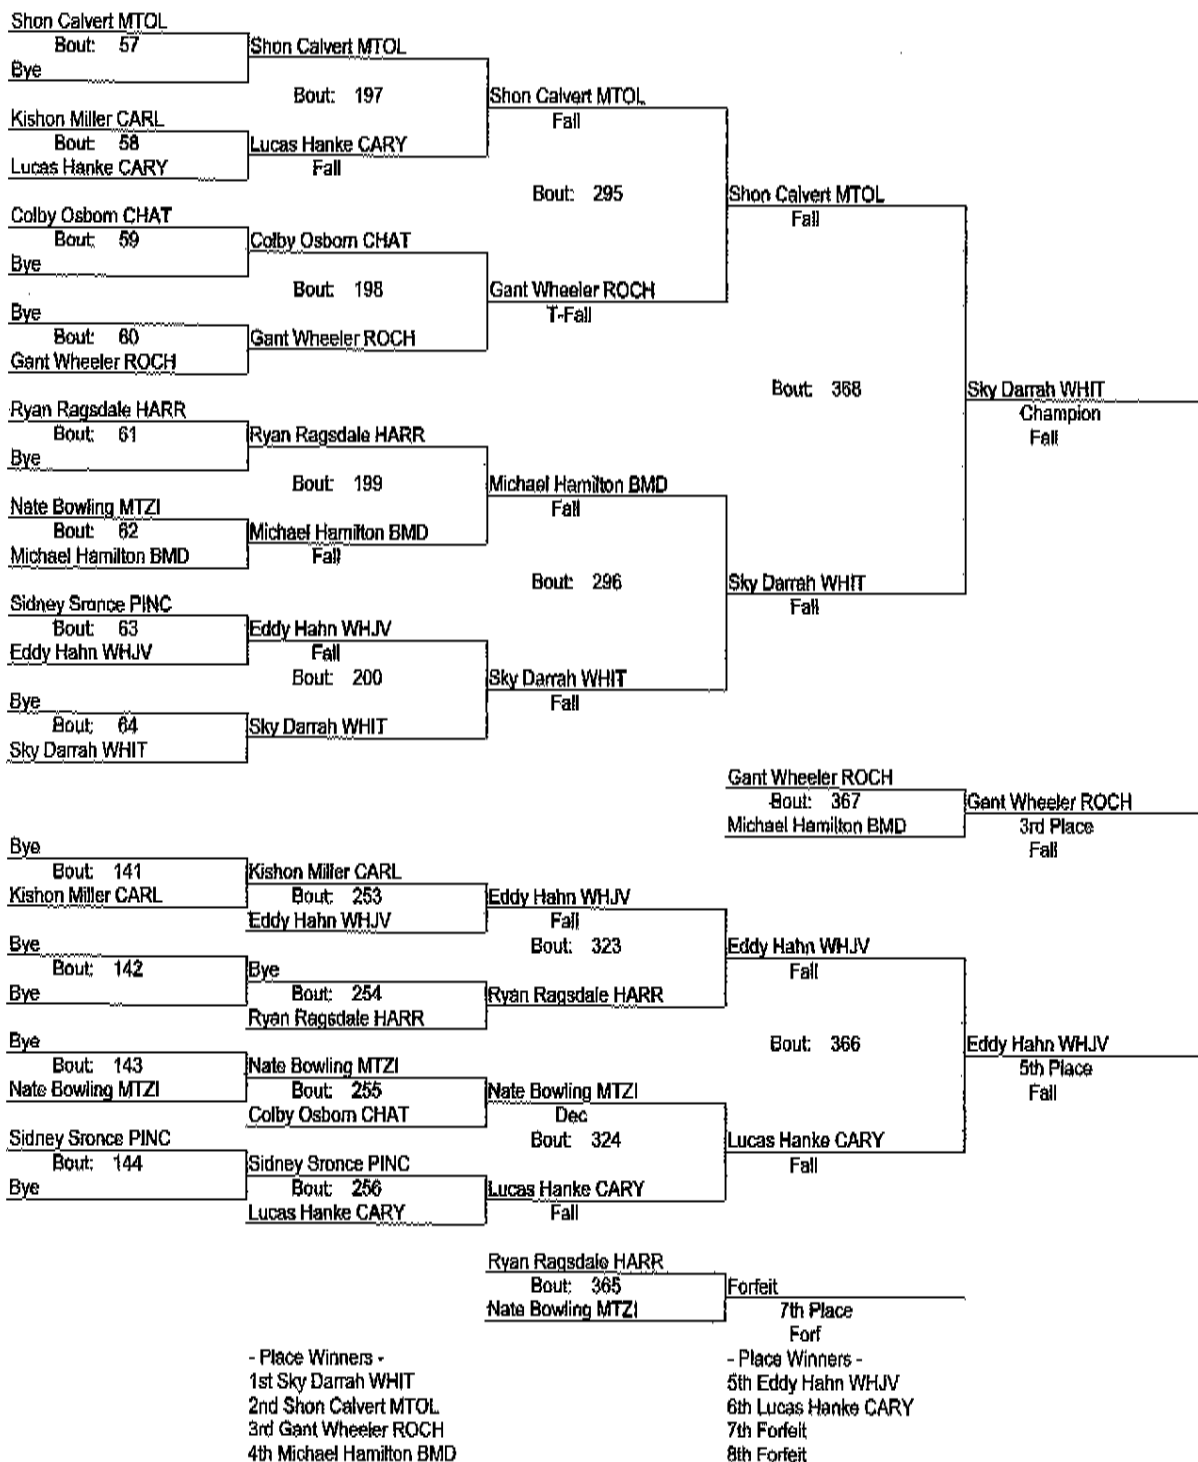 Shon Calvert MTOL
Bout: 57
Bye
Shon Calvert MTOL
Bout: 197
Kishon Miller CARL
Bout: 58
Lucas Hanke CARY
Lucas Hanke CARY
Fall
Shon Calvert MTOL
Fall
Bout: 295
Colby Osborn CHAT
Bout: 59
Bye
Colby Osborn CHAT
Bout: 198
Bye
Bout: 60
Gant Wheeler ROCH
Gant Wheeler ROCH
Gant Wheeler ROCH
T-Fall
Shon Calvert MTOL
Fall
Bout: 368
Ryan Ragsdale HARR
Bout: 61
Bye
Ryan Ragsdale HARR
Bout: 199
Nate Bowling MTZI
Bout: 62
Michael Hamilton BMD
Michael Hamilton BMD
Fall
Michael Hamilton BMD
Fall
Bout: 296
Sidney Sronce PINC
Bout: 63
Eddy Hahn WHJV
Eddy Hahn WHJV
Fall
Bout: 200
Bye
Bout: 64
Sky Darrah WHIT
Sky Darrah WHIT
Sky Darrah WHIT
Fall
Sky Darrah WHIT
Fall
Sky Darrah WHIT
Champion
Fall
Gant Wheeler ROCH
Bout: 367
Michael Hamilton BMD
Gant Wheeler ROCH
3rd Place
Fall
Bye
Bout: 141
Kishon Miller CARL
Kishon Miller CARL
Bout: 253
Eddy Hahn WHJV
Eddy Hahn WHJV
Fall
Bout: 323
Bye
Bout: 142
Bye
Bye
Bout: 254
Ryan Ragsdale HARR
Ryan Ragsdale HARR
Eddy Hahn WHJV
Fall
Bout: 366
Bye
Bout: 143
Nate Bowling MTZI
Nate Bowling MTZI
Bout: 255
Colby Osborn CHAT
Nate Bowling MTZI
Dec
Bout: 324
Sidney Sronce PINC
Bout: 144
Bye
Sidney Sronce PINC
Bout: 256
Lucas Hanke CARY
Lucas Hanke CARY
Fall
Lucas Hanke CARY
Fall
Eddy Hahn WHJV
5th Place
Fall
Ryan Ragsdale HARR
Bout: 365
Nate Bowling MTZI
Forfeit
7th Place
Forf
- Place Winners -
1st Sky Darrah WHIT
2nd Shon Calvert MTOL
3rd Gant Wheeler ROCH
4th Michael Hamilton BMD
- Place Winners -
5th Eddy Hahn WHJV
6th Lucas Hanke CARY
7th Forfeit
8th Forfeit